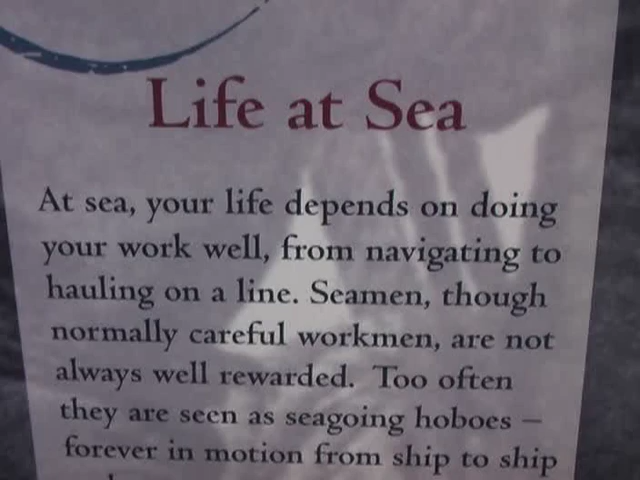 Life at Sea
At sea, your life depends on doing
your work well, from navigating to
hauling on a line. Seamen, though
normally careful workmen, are not
always well rewarded. Too often
they are seen as seagoing hoboes —
forever in motion from ship to ship